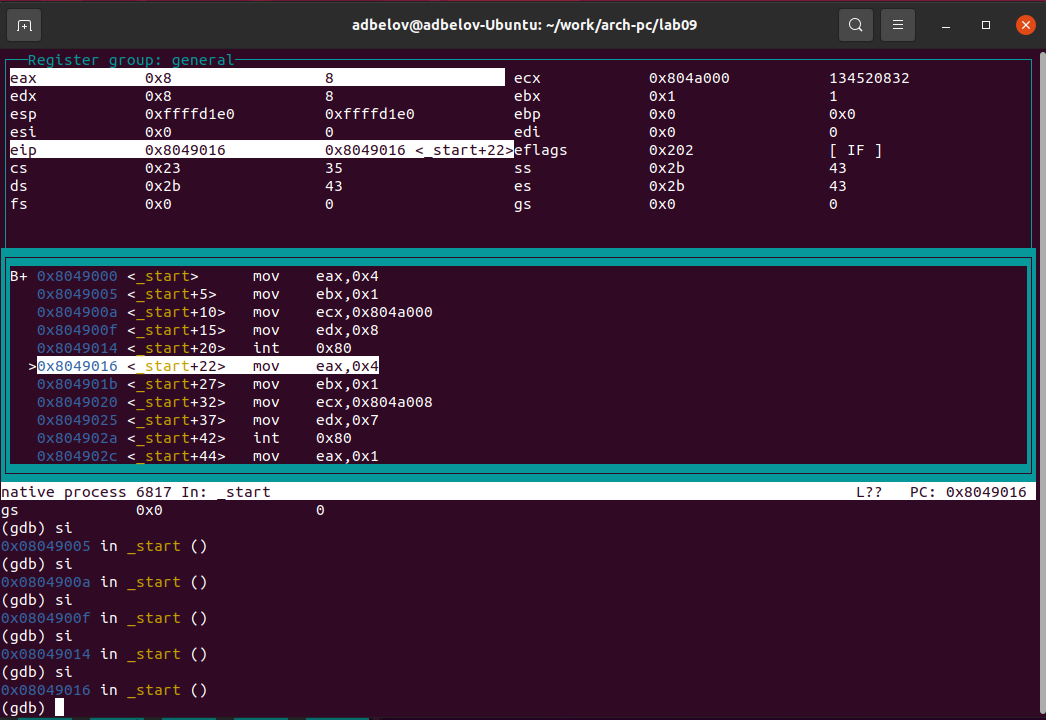 adbelov@adbelov-Ubuntu: ~/work/arch-pc/lab09
Register group: general
eax 0x8 8 ecx 0x804a000 134520832
edx 0x8 8 ebx 0x1 1
esp 0xffffd1e0 0xffffd1e0 ebp 0x0 0x0
esi 0x0 0 edi 0x0 0
eip 0x8049016 0x8049016 <_start+22>eflags 0x202 [ IF ]
cs 0x23 35 ss 0x2b 43
ds 0x2b 43 es 0x2b 43
fs 0x0 0 gs 0x0 0
B+ 0x8049000 <_start> mov eax,0x4
0x8049005 <_start+5> mov ebx,0x1
0x804900a <_start+10> mov ecx,0x804a000
0x804900f <_start+15> mov edx,0x8
0x8049014 <_start+20> int 0x80
>0x8049016 <_start+22> mov eax,0x4
0x804901b <_start+27> mov ebx,0x1
0x8049020 <_start+32> mov ecx,0x804a008
0x8049025 <_start+37> mov edx,0x7
0x804902a <_start+42> int 0x80
0x804902c <_start+44> mov eax,0x1
native process 6817 In: _start L?? PC: 0x8049016
gs 0x0 0
(gdb) si
0x08049005 in _start ()
(gdb) si
0x0804900a in _start ()
(gdb) si
0x0804900f in _start ()
(gdb) si
0x08049014 in _start ()
(gdb) si
0x08049016 in _start ()
(gdb)